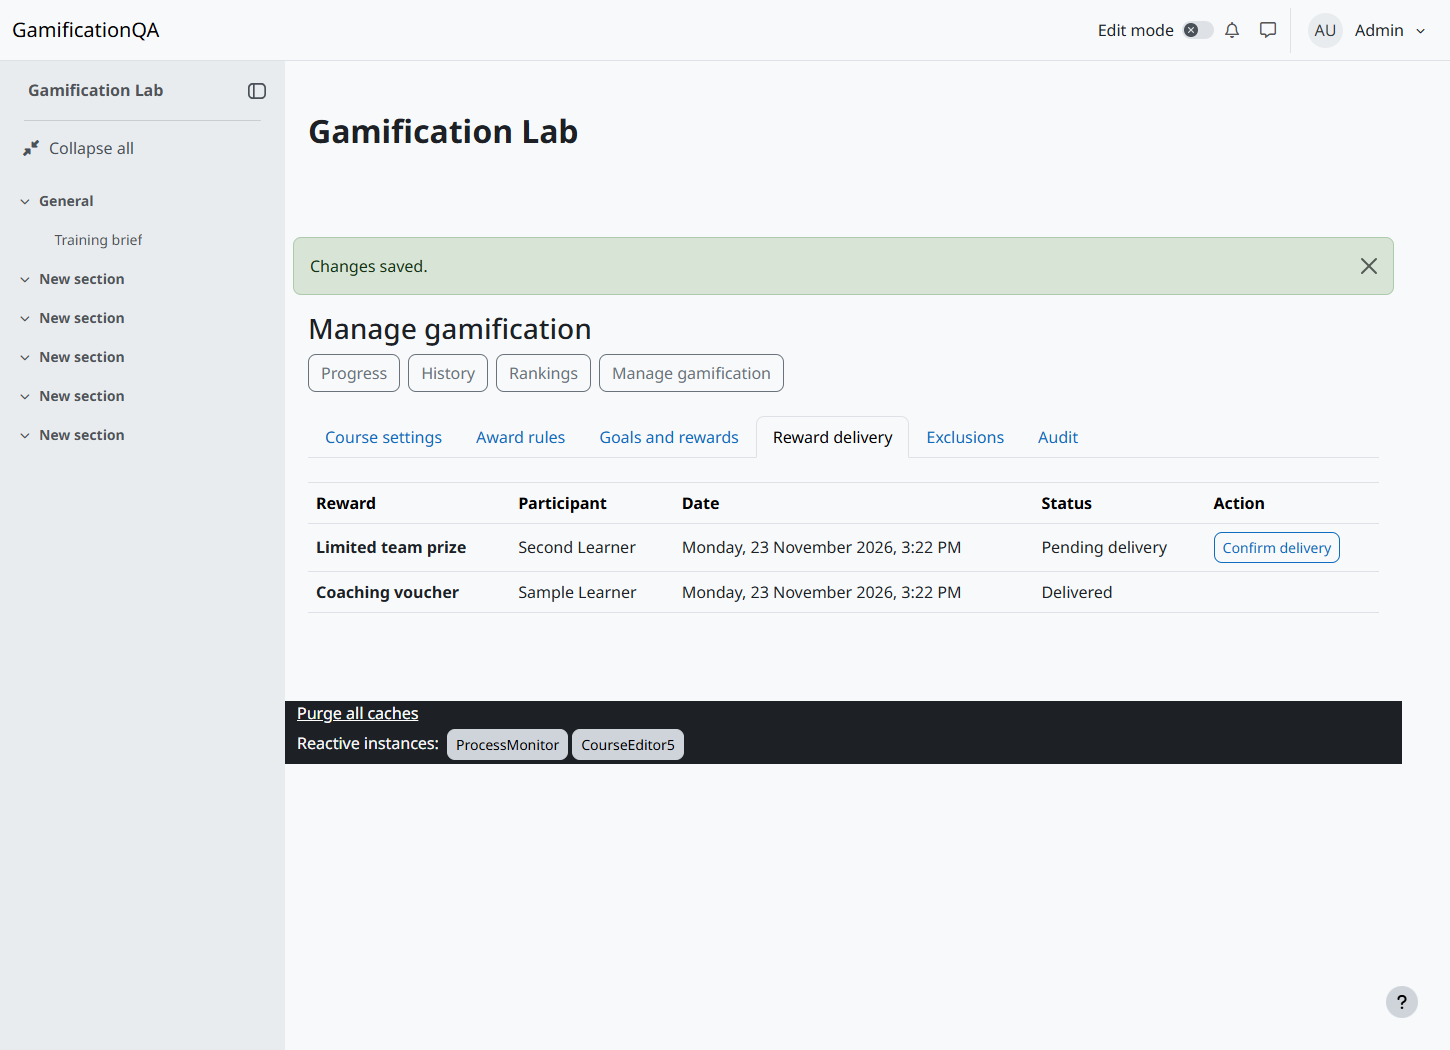 GamificationQA
Edit mode
AU Admin
Gamification Lab
Collapse all
General
Training brief
New section
New section
New section
New section
New section
Gamification Lab
Changes saved.
Manage gamification
Progress History Rankings Manage gamification
Course settings Award rules Goals and rewards Reward delivery Exclusions Audit
Reward Participant Date Status Action
Limited team prize Second Learner Monday, 23 November 2026, 3:22 PM Pending delivery Confirm delivery
Coaching voucher Sample Learner Monday, 23 November 2026, 3:22 PM Delivered
Purge all caches
Reactive instances: ProcessMonitor CourseEditor5
?